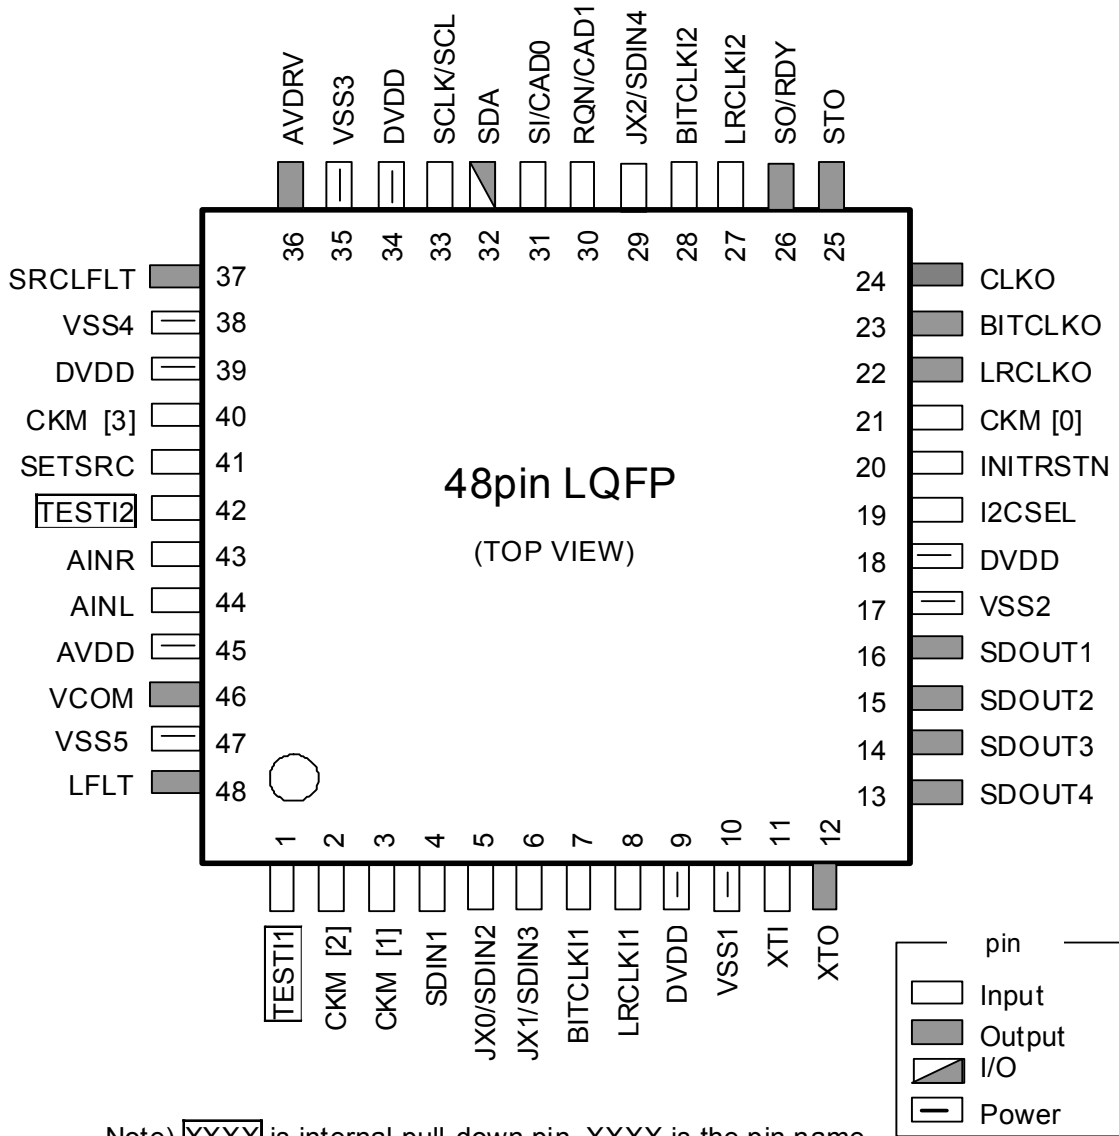 AVDRV
VSS3
DVDD
SCLK/SCL
SDA
SI/CAD0
RQN/CAD1
JX2/SDIN4
BITCLKI2
LRCLKI2
SO/RDY
STO
36
35
34
33
32
31
30
29
28
27
26
25
SRCLFLT 37
VSS4 38
DVDD 39
CKM [3] 40
SETSRC 41
TESTI2 42
AINR 43
AINL 44
AVDD 45
VCOM 46
VSS5 47
LFLT 48
48pin LQFP
(TOP VIEW)
24 CLKO
23 BITCLKO
22 LRCLKO
21 CKM [0]
20 INITRSTN
19 I2CSEL
18 DVDD
17 VSS2
16 SDOUT1
15 SDOUT2
14 SDOUT3
13 SDOUT4
1
2
3
4
5
6
7
8
9
10
11
12
TESTI1
CKM [2]
CKM [1]
SDIN1
JX0/SDIN2
JX1/SDIN3
BITCLKI1
LRCLKI1
DVDD
VSS1
XTI
XTO
pin
Input
Output
I/O
Power
Note) XXXX is internal pull-down pin. XXXX is the pin name